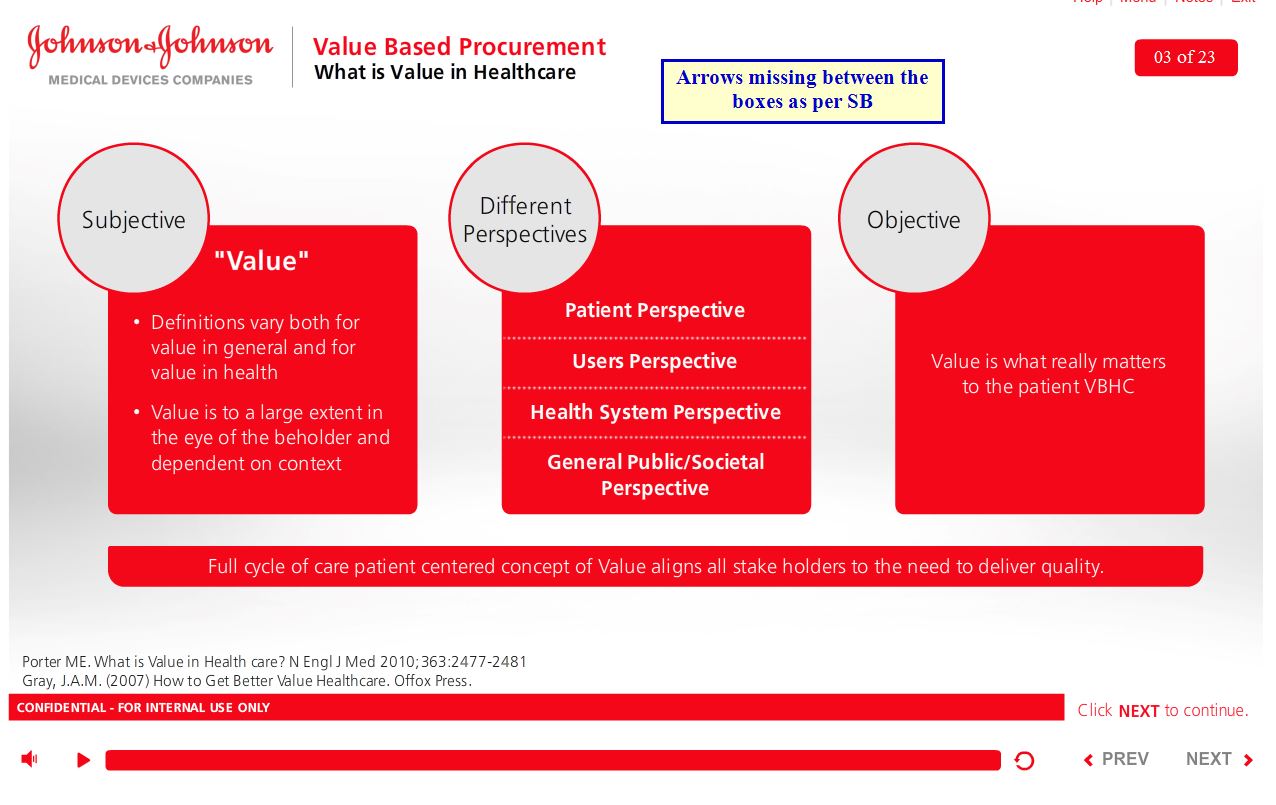 Help | Menu | Notes | Exit
Johnson & Johnson
MEDICAL DEVICES COMPANIES
Value Based Procurement
What is Value in Healthcare
Arrows missing between the
boxes as per SB
03 of 23
Subjective
"Value"
• Definitions vary both for
value in general and for
value in health
• Value is to a large extent in
the eye of the beholder and
dependent on context
Different
Perspectives
Patient Perspective
Users Perspective
Health System Perspective
General Public/Societal
Perspective
Objective
Value is what really matters
to the patient VBHC
Full cycle of care patient centered concept of Value aligns all stake holders to the need to deliver quality.
Porter ME. What is Value in Health care? N Engl J Med 2010;363:2477-2481
Gray, J.A.M. (2007) How to Get Better Value Healthcare. Offox Press.
CONFIDENTIAL - FOR INTERNAL USE ONLY
Click NEXT to continue.
PREV
NEXT